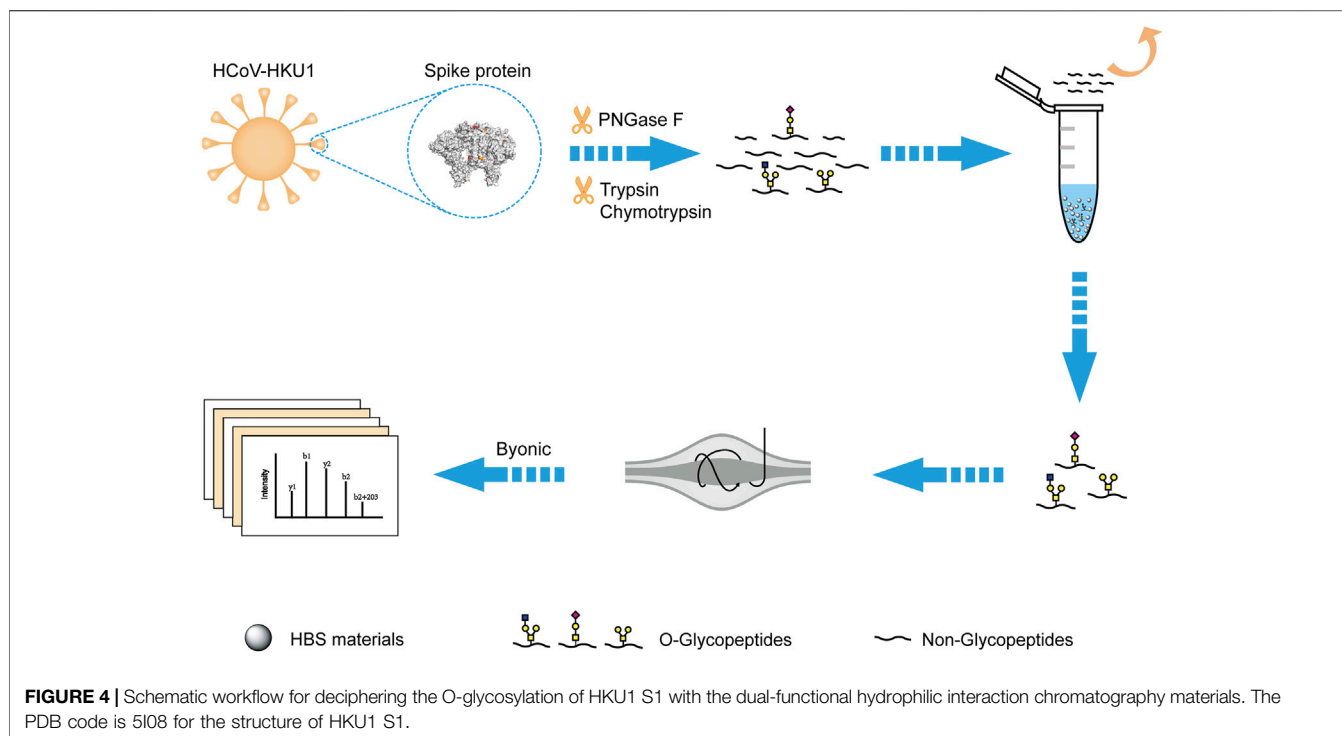 HCoV-HKU1
Spike protein
PNGase F
Trypsin
Chymotrypsin
Byonic
Intensity
y1
b1
y2
b2
b2+203
HBS materials
O-Glycopeptides
Non-Glycopeptides
FIGURE 4 | Schematic workflow for deciphering the O-glycosylation of HKU1 S1 with the dual-functional hydrophilic interaction chromatography materials. The
PDB code is 5I08 for the structure of HKU1 S1.